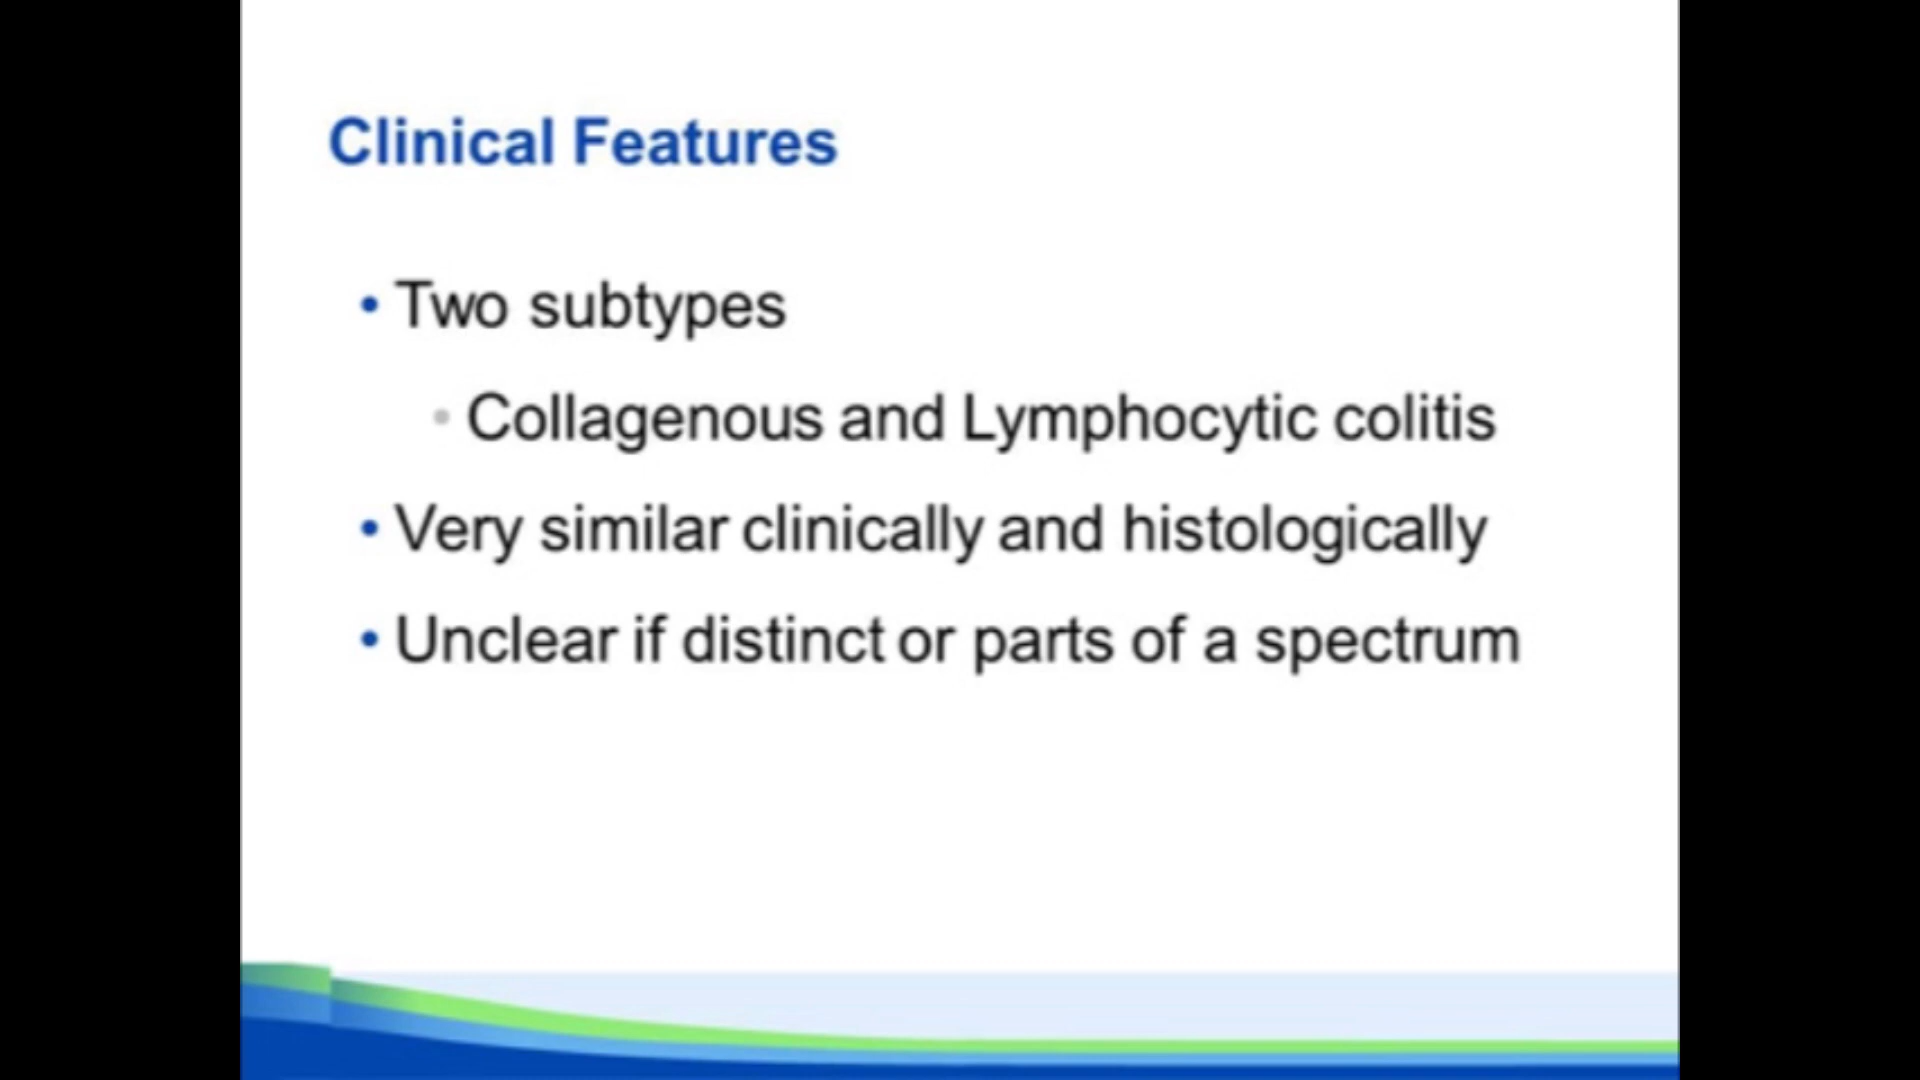 Clinical Features
• Two subtypes
• Collagenous and Lymphocytic colitis
• Very similar clinically and histologically
• Unclear if distinct or parts of a spectrum